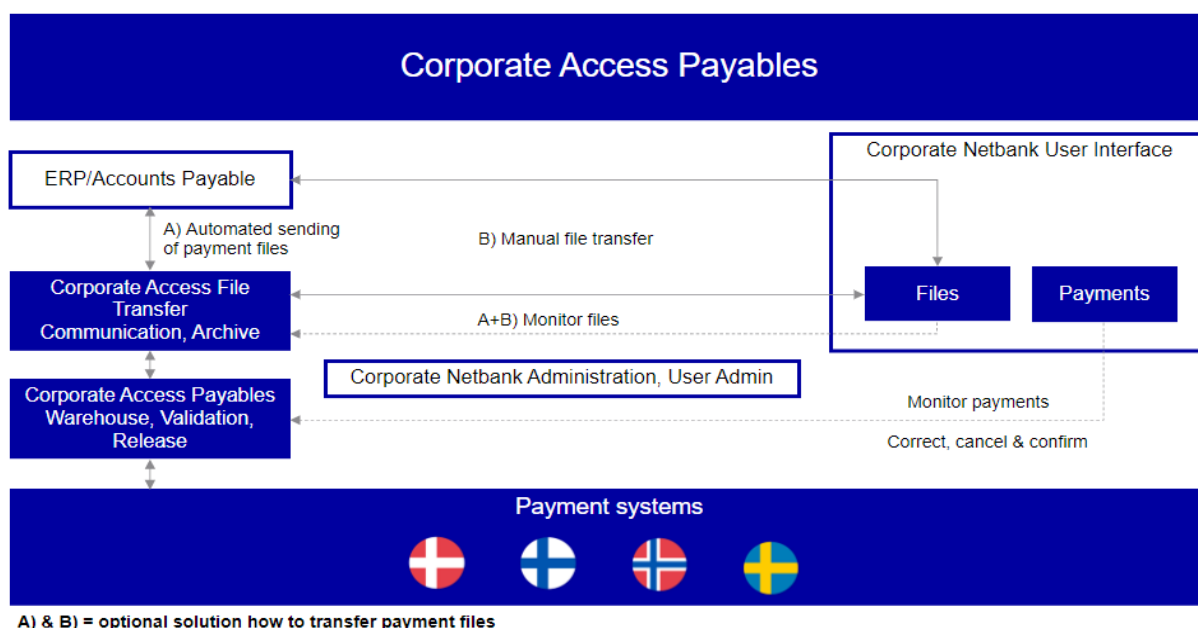 Corporate Access Payables
Corporate Netbank User Interface
ERP/Accounts Payable
A) Automated sending
of payment files
B) Manual file transfer
Corporate Access File
Transfer
Communication, Archive
Files
Payments
A+B) Monitor files
Corporate Netbank Administration, User Admin
Corporate Access Payables
Warehouse, Validation,
Release
Monitor payments
Correct, cancel & confirm
Payment systems
A) & B) = optional solution how to transfer payment files